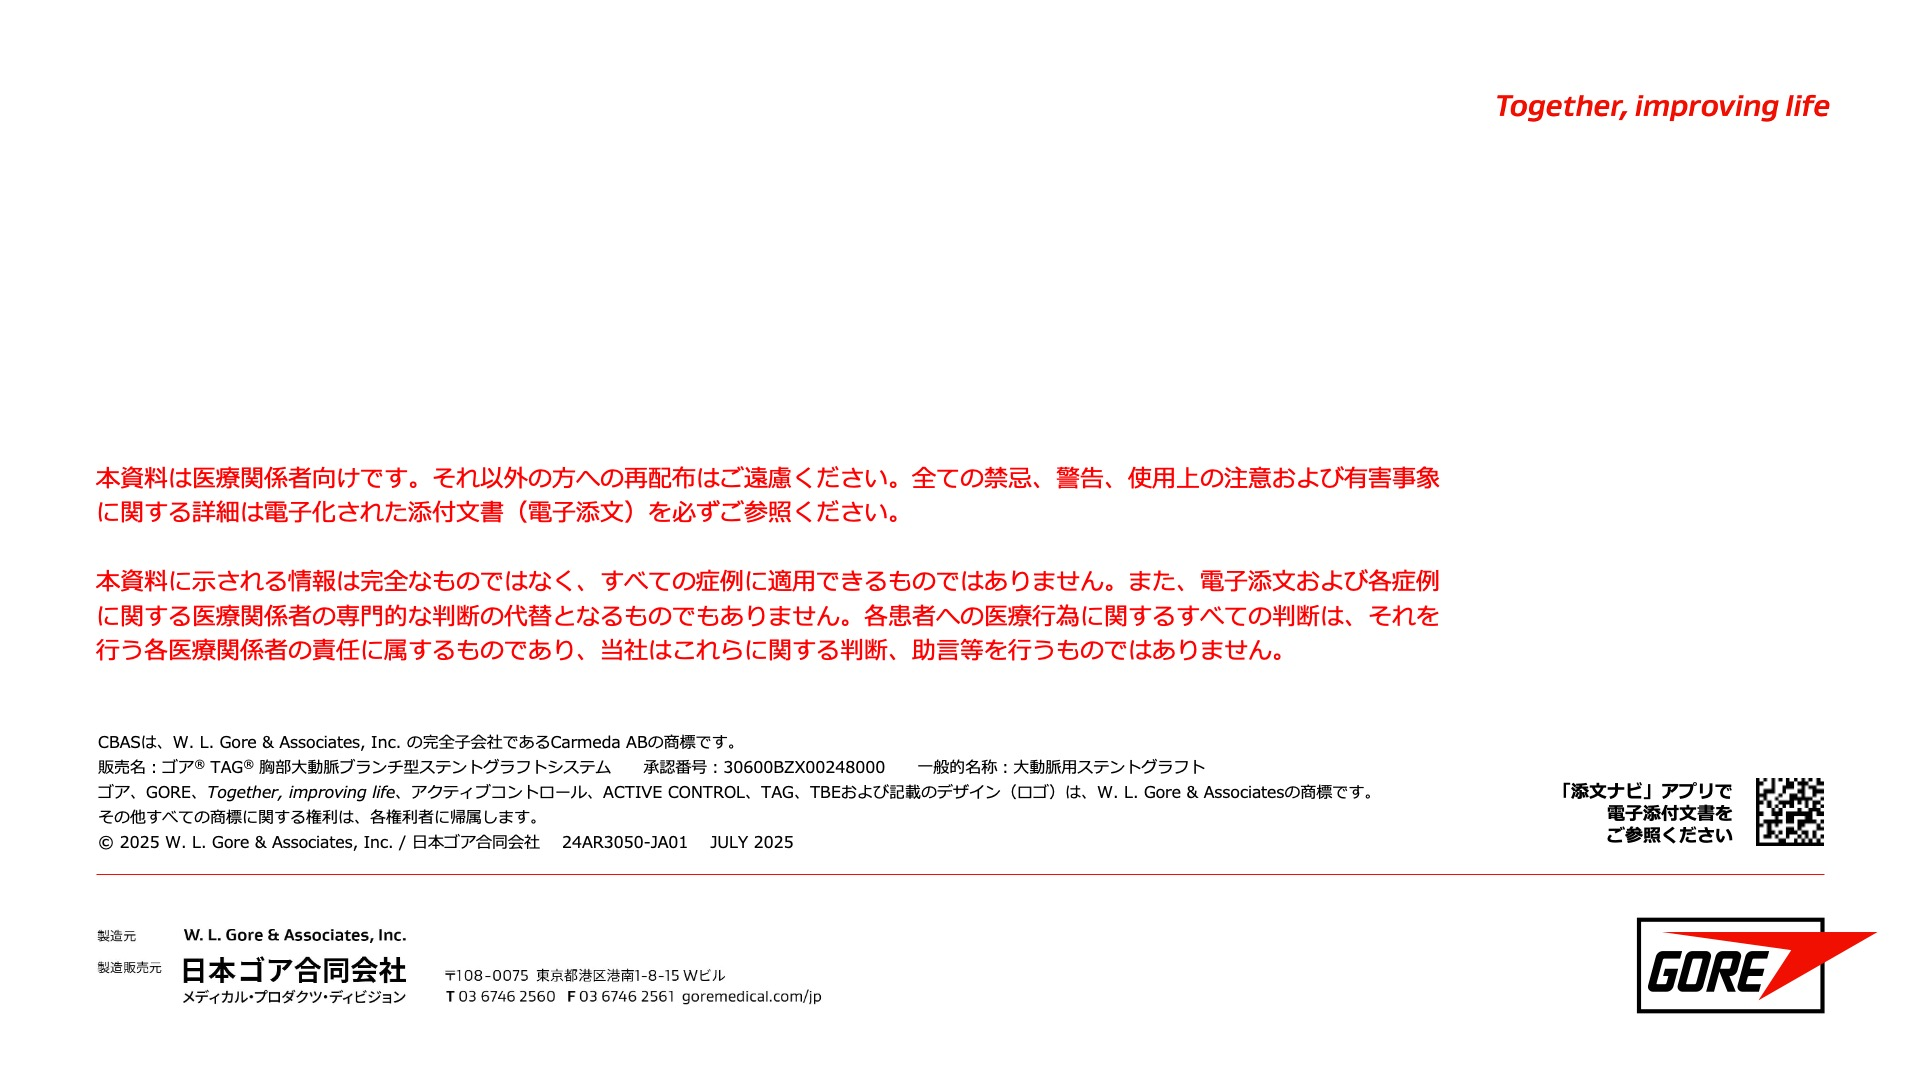 Together, improving life
本資料は医療関係者向けです。それ以外の方への再配布はご遠慮ください。全ての禁忌、警告、使用上の注意および有害事象
に関する詳細は電子化された添付文書（電子添文）を必ずご参照ください。
本資料に示される情報は完全なものではなく、すべての症例に適用できるものではありません。また、電子添文および各症例
に関する医療関係者の専門的な判断の代替となるものでもありません。各患者への医療行為に関するすべての判断は、それを
行う各医療関係者の責任に属するものであり、当社はこれらに関する判断、助言等を行うものではありません。
CBASは、W. L. Gore & Associates, Inc. の完全子会社であるCarmeda ABの商標です。
販売名：ゴア® TAG® 胸部大動脈ブランチ型ステントグラフトシステム　　承認番号：30600BZX00248000　　一般的名称：大動脈用ステントグラフト
ゴア、GORE、Together, improving life、アクティブコントロール、ACTIVE CONTROL、TAG、TBEおよび記載のデザイン（ロゴ）は、W. L. Gore & Associatesの商標です。
その他すべての商標に関する権利は、各権利者に帰属します。
© 2025 W. L. Gore & Associates, Inc. / 日本ゴア合同会社　24AR3050-JA01　JULY 2025
「添文ナビ」アプリで
電子添付文書を
ご参照ください
製造元　W. L. Gore & Associates, Inc.
製造販売元　日本ゴア合同会社
メディカル・プロダクツ・ディビジョン
〒108-0075 東京都港区港南1-8-15 Wビル
T 03 6746 2560 F 03 6746 2561 goremedical.com/jp
GORE